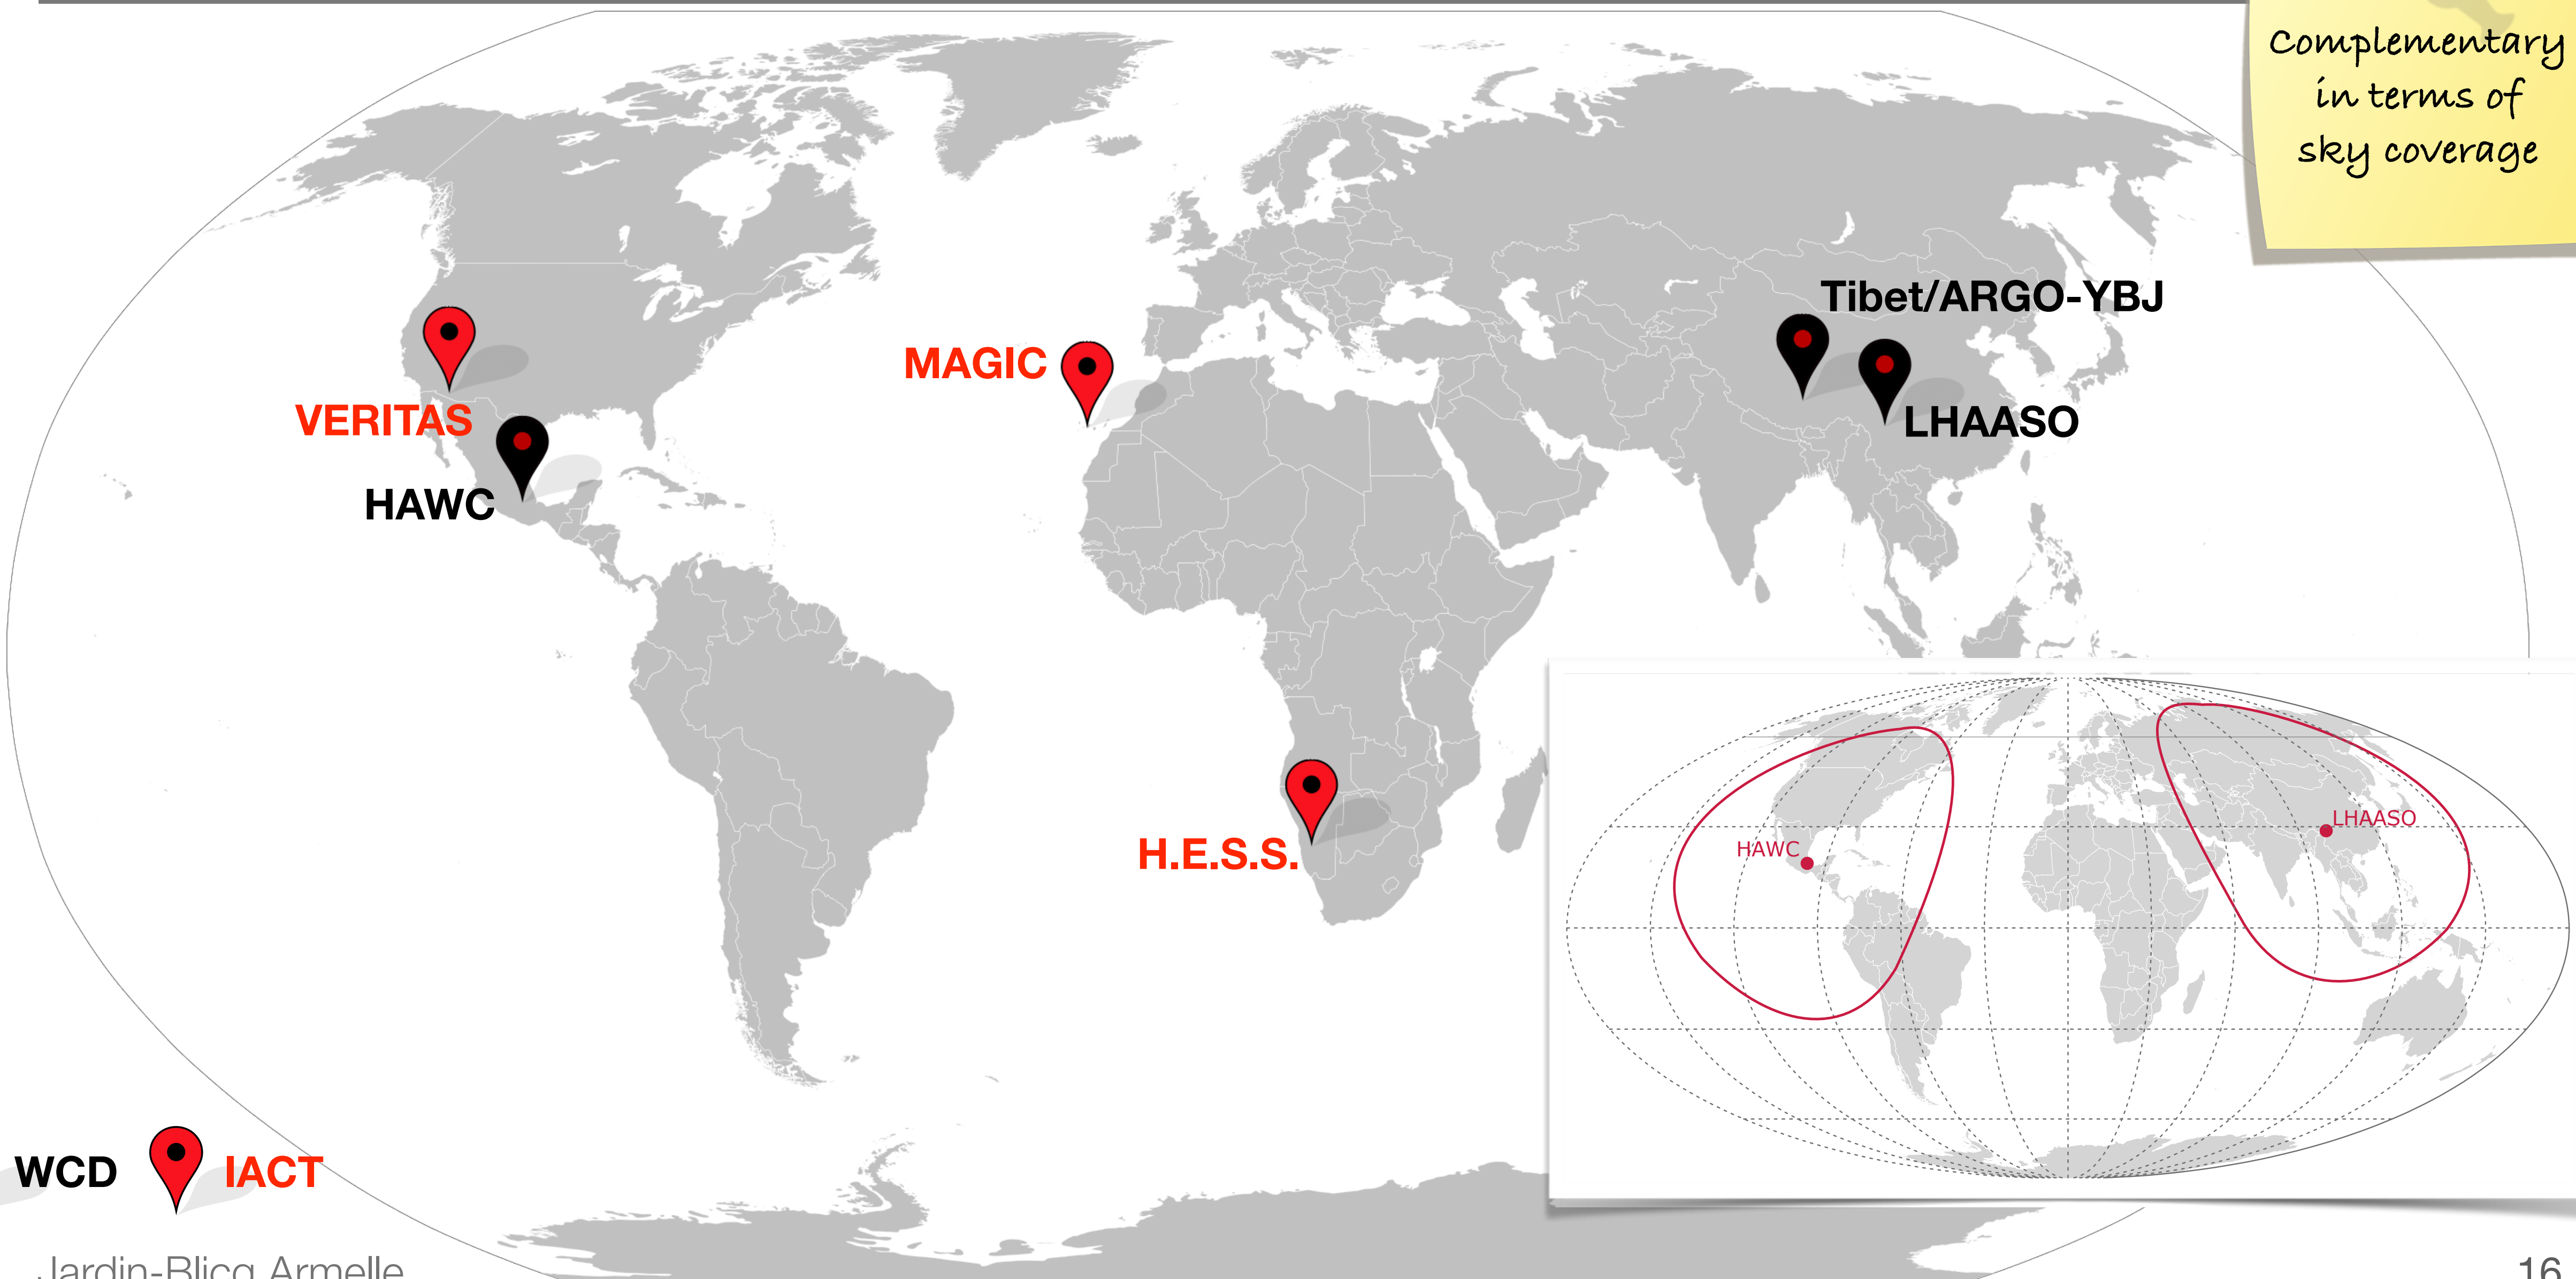 Complementary
in terms of
sky coverage
Tibet/ARGO-YBJ
MAGIC
VERITAS
LHAASO
HAWC
LHAASO
HAWC
H.E.S.S.
WCD
IACT
Jardin-Blicq Armelle
16